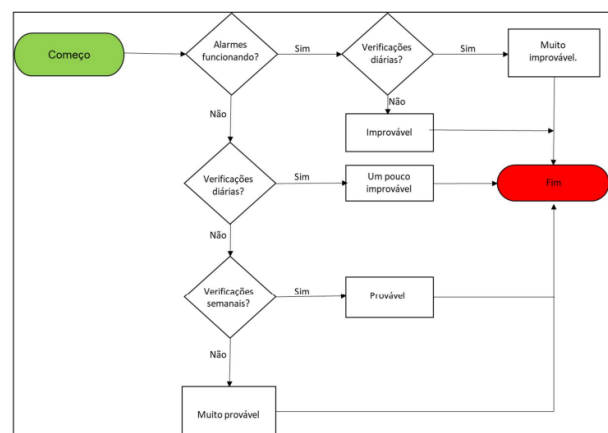 Começo
Alarmes
funcionando?
Sim
Verificações
diárias?
Sim
Muito
improvável.
Não
Improvável
Não
Verificações
diárias?
Sim
Um pouco
improvável
Fim
Não
Verificações
semanais?
Sim
Provável
Não
Muito provável